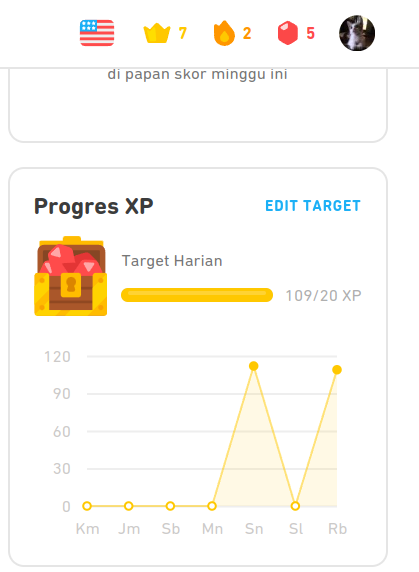 7 2 5
di papan skor minggu ini
Progres XP EDIT TARGET
Target Harian
109/20 XP
120
90
60
30
0
Km Jm Sb Mn Sn Sl Rb